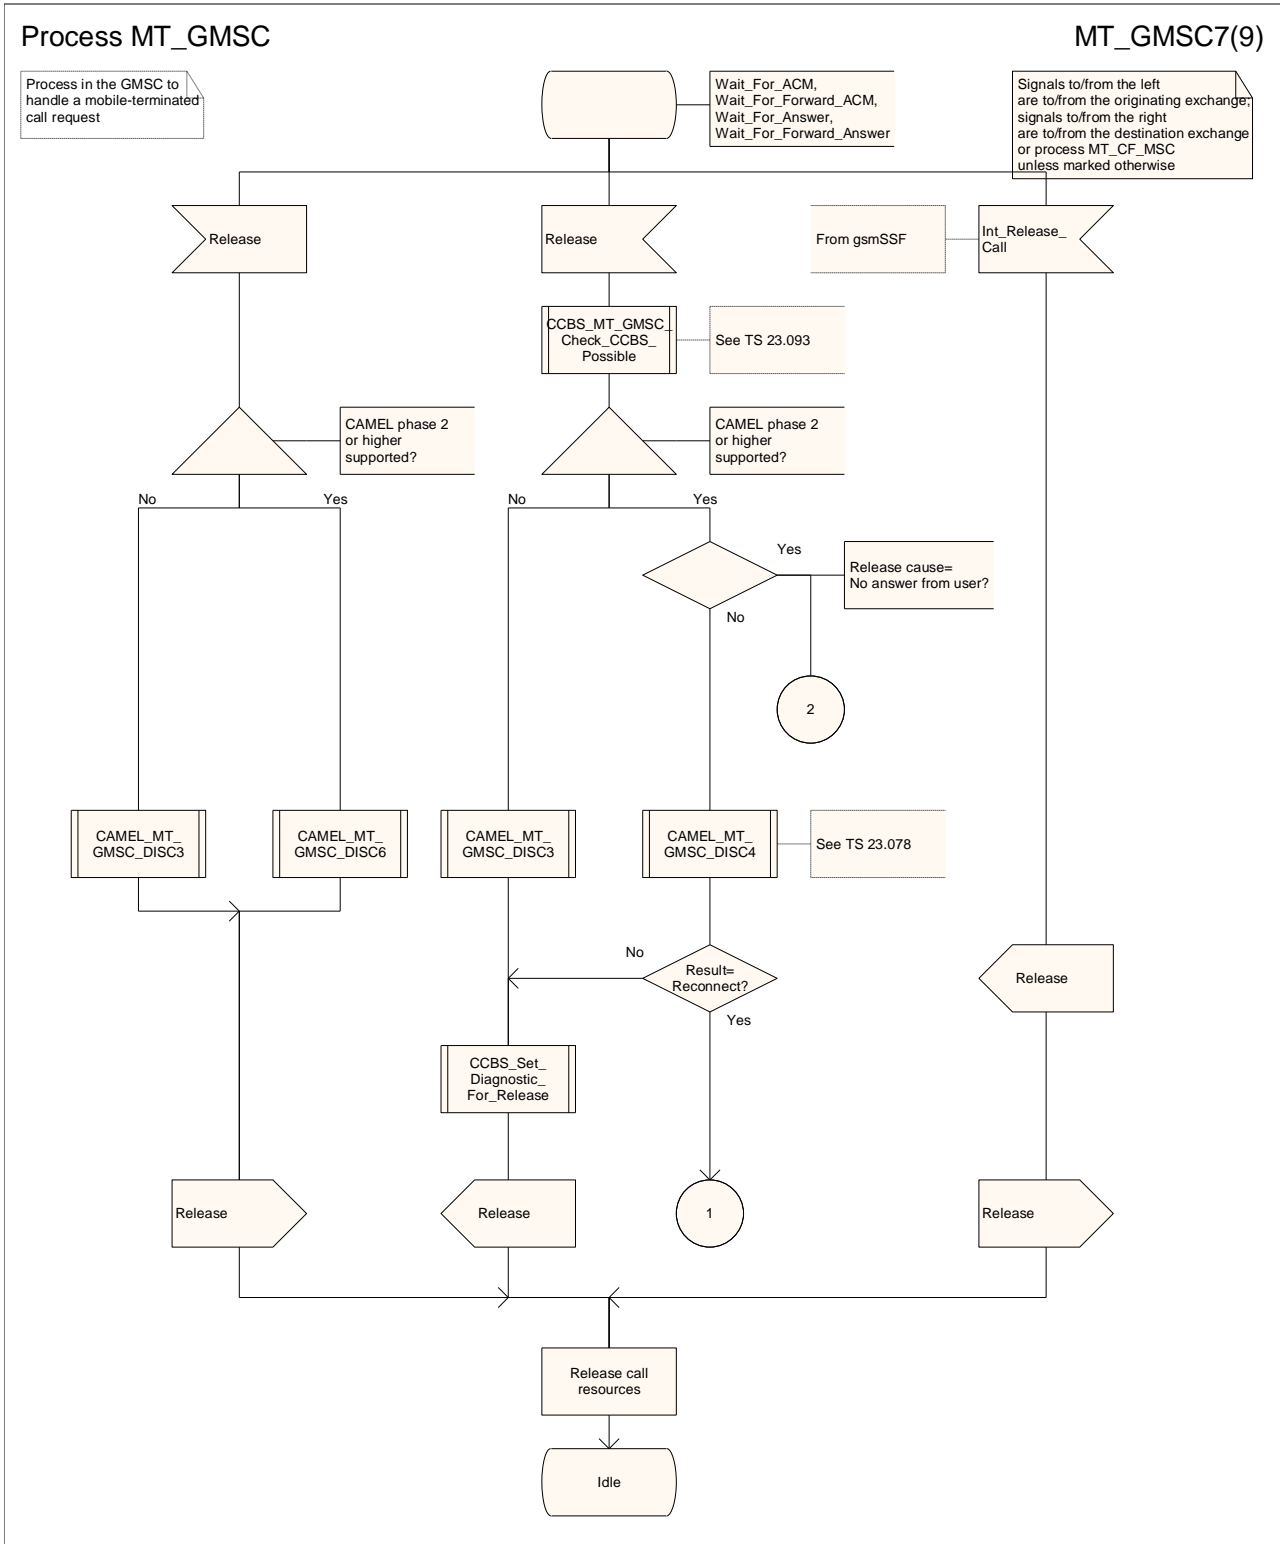 Process MT_GMSC
MT_GMSC7(9)
Process in the GMSC to
handle a mobile-terminated
call request
Wait_For_ACM,
Wait_For_Forward_ACM,
Wait_For_Answer,
Wait_For_Forward_Answer
Signals to/from the left
are to/from the originating exchange;
signals to/from the right
are to/from the destination exchange
or process MT_CF_MSC
unless marked otherwise
Release
Release
From gsmSSF
Int_Release_
Call
CCBS_MT_GMSC_
Check_CCBS_
Possible
See TS 23.093
CAMEL phase 2
or higher
supported?
CAMEL phase 2
or higher
supported?
No
Yes
No
Yes
Yes
Release cause=
No answer from user?
No
2
CAMEL_MT_
GMSC_DISC3
CAMEL_MT_
GMSC_DISC6
CAMEL_MT_
GMSC_DISC3
CAMEL_MT_
GMSC_DISC4
See TS 23.078
No
Result=
Reconnect?
Yes
Release
CCBS_Set_
Diagnostic_
For_Release
Release
Release
1
Release
Release call
resources
Idle